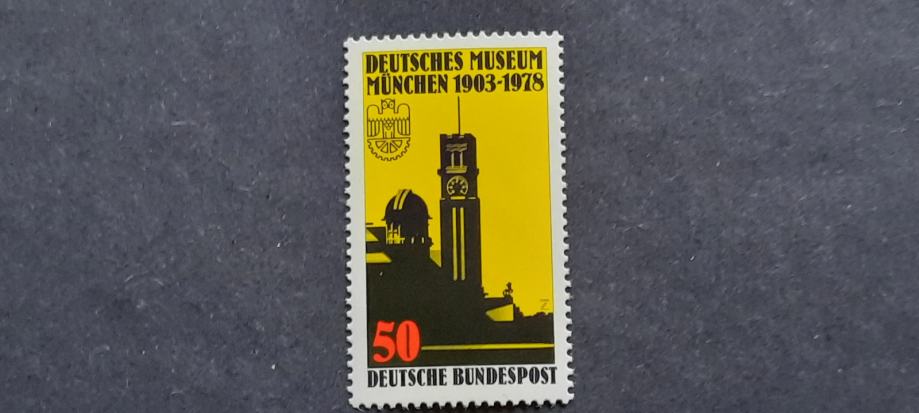 DEUTSCHES MUSEUM
MÜNCHEN 1903-1978
50
DEUTSCHE BUNDESPOST